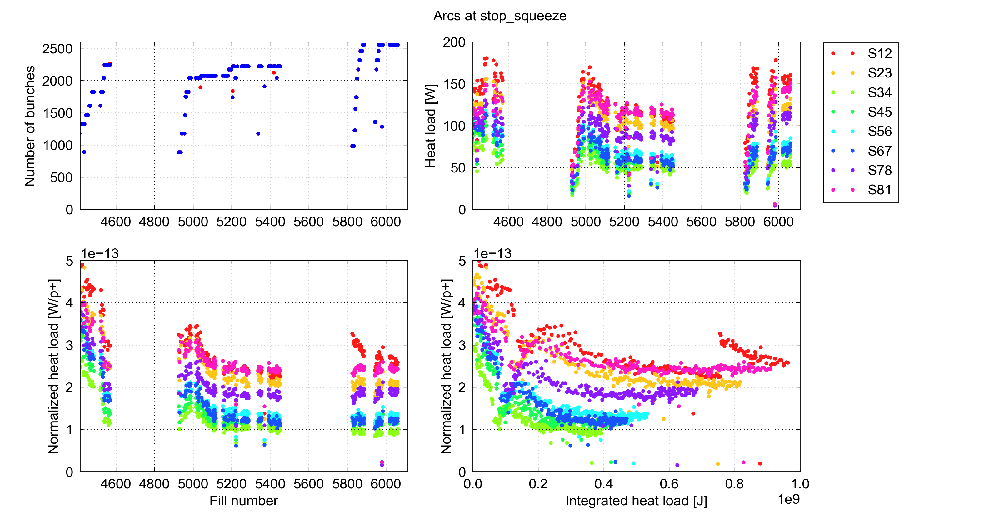 Arcs at stop_squeeze
Number of bunches
2500
2000
1500
1000
500
0
4600 4800 5000 5200 5400 5600 5800 6000
Heat load [W]
200
150
100
50
0
4600 4800 5000 5200 5400 5600 5800 6000
S12
S23
S34
S45
S56
S67
S78
S81
1e−13
Normalized heat load [W/p+]
5
4
3
2
1
0
4600 4800 5000 5200 5400 5600 5800 6000
Fill number
1e−13
Normalized heat load [W/p+]
5
4
3
2
1
0
0.0 0.2 0.4 0.6 0.8 1.0
Integrated heat load [J]
1e9